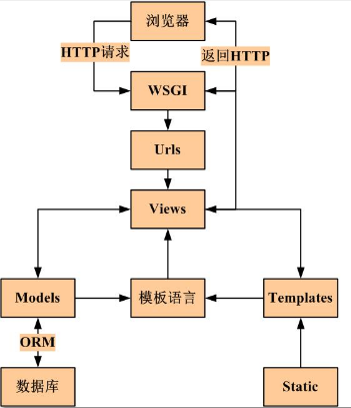 浏览器
HTTP请求
返回HTTP
WSGI
Urls
Views
Models
模板语言
Templates
ORM
数据库
Static